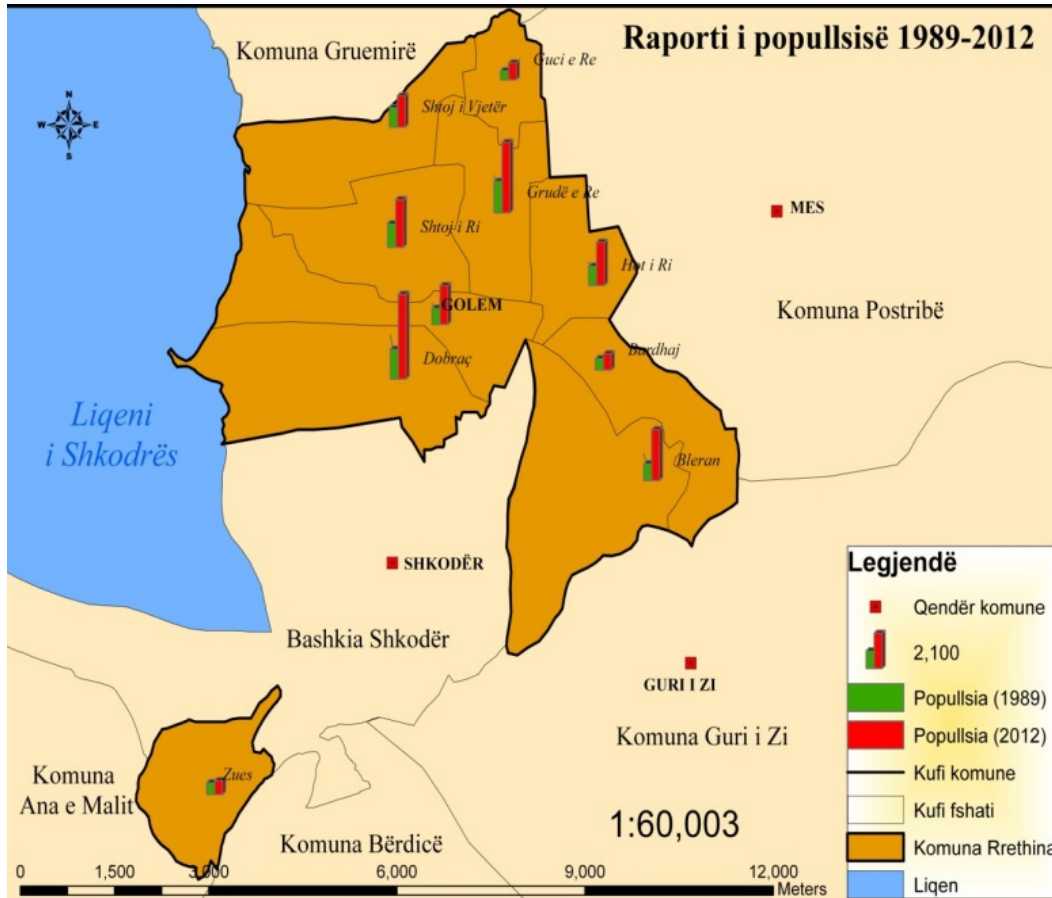 Raporti i popullsisë 1989-2012
Komuna Gruemirë
Guci e Re
Shtoj i Vjetër
N
W E
S
Grudë e Re
MES
Shtoj i Ri
Hot i Ri
GOLEM
Komuna Postribë
Dobraç
Bardhaj
Liqeni
i Shkodrës
Bleran
SHKODËR
Bashkia Shkodër
GURI I ZI
Komuna Guri i Zi
Zues
Komuna
Ana e Malit
Komuna Bërdicë
1:60,003
Legjendë
Qendër komune
2,100
Popullsia (1989)
Popullsia (2012)
Kufi komune
Kufi fshati
Komuna Rrethina
Liqen
0 1,500 3,000 6,000 9,000 12,000
Meters